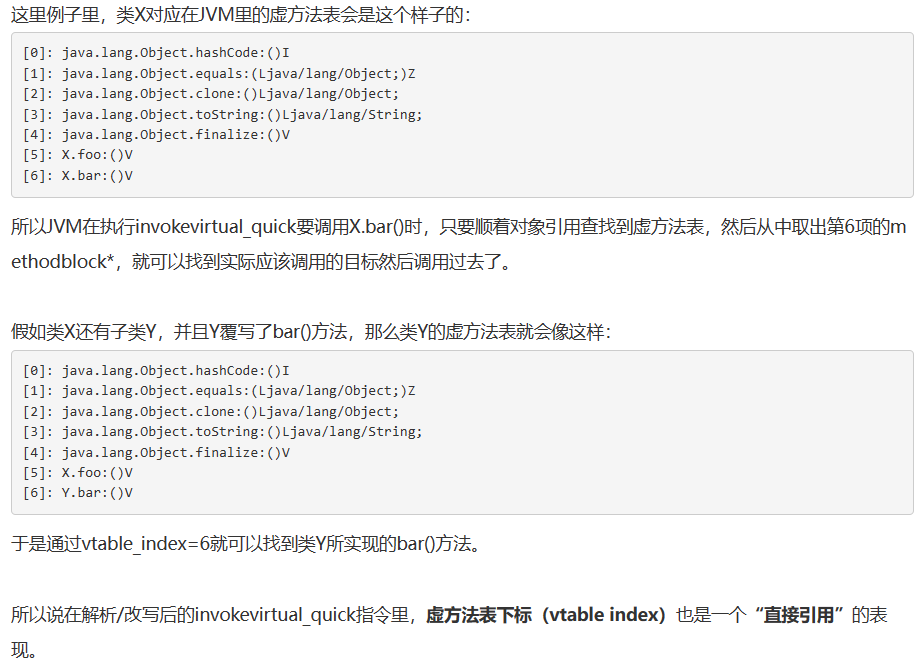 这里例子里，类X对应在JVM里的虚方法表会是这个样子的：
[0]: java.lang.Object.hashCode:()I
[1]: java.lang.Object.equals:(Ljava/lang/Object;)Z
[2]: java.lang.Object.clone:()Ljava/lang/Object;
[3]: java.lang.Object.toString:()Ljava/lang/String;
[4]: java.lang.Object.finalize:()V
[5]: X.foo:()V
[6]: X.bar:()V
所以JVM在执行invokevirtual_quick要调用X.bar()时，只要顺着对象引用查找到虚方法表，然后从中取出第6项的m
ethodblock*，就可以找到实际应该调用的目标然后调用过去了。
假如类X还有子类Y，并且Y覆写了bar()方法，那么类Y的虚方法表就会像这样：
[0]: java.lang.Object.hashCode:()I
[1]: java.lang.Object.equals:(Ljava/lang/Object;)Z
[2]: java.lang.Object.clone:()Ljava/lang/Object;
[3]: java.lang.Object.toString:()Ljava/lang/String;
[4]: java.lang.Object.finalize:()V
[5]: X.foo:()V
[6]: Y.bar:()V
于是通过vtable_index=6就可以找到类Y所实现的bar()方法。
所以说在解析/改写后的invokevirtual_quick指令里，虚方法表下标（vtable index）也是一个“直接引用”的表
现。